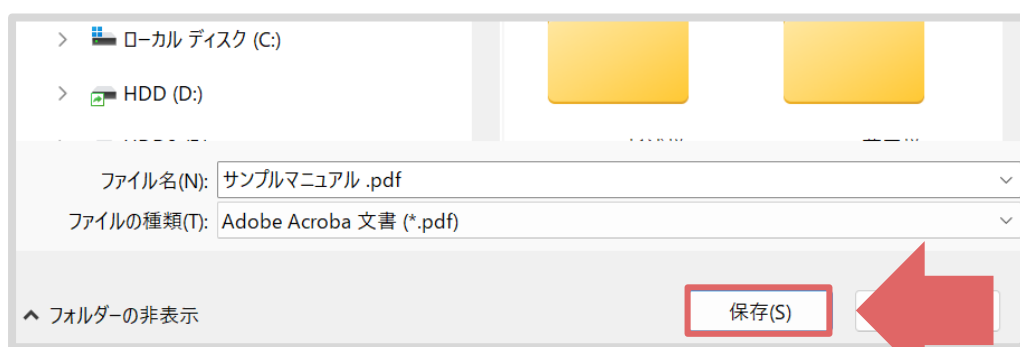 ローカル ディスク (C:)
HDD (D:)
ファイル名(N): サンプルマニュアル .pdf
ファイルの種類(T): Adobe Acroba 文書 (*.pdf)
フォルダーの非表示
保存(S)